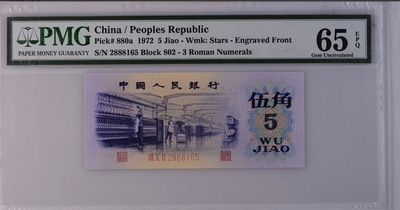 PMG
PAPER MONEY GUARANTY
China / Peoples Republic
Pick# 880a 1972 5 Jiao - Wmk: Stars - Engraved Front
S/N 2888165 Block 802 - 3 Roman Numerals
65 EPQ
Gem Uncirculated
中国人民银行
伍角
5
WU JIAO
VIII X II 2888165